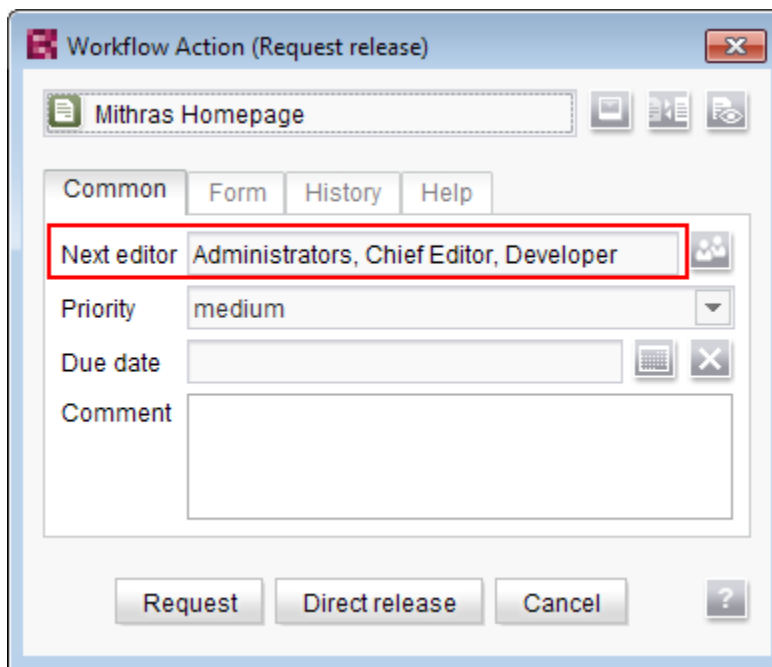 Workflow Action (Request release)
Mithras Homepage
Common Form History Help
Next editor Administrators, Chief Editor, Developer
Priority medium
Due date
Comment
Request Direct release Cancel ?